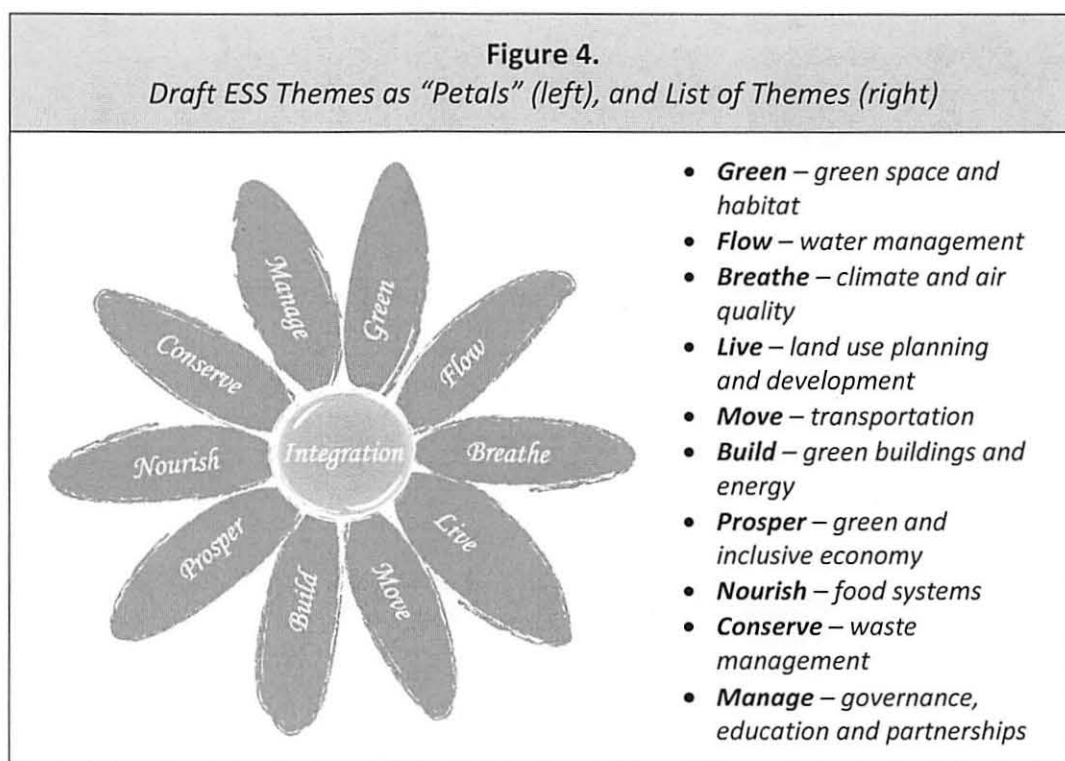 Figure 4.
Draft ESS Themes as "Petals" (left), and List of Themes (right)
Manage
Green
Conserve
Flow
Nourish
Integration
Breathe
Prosper
Live
Build
Move
• Green – green space and
habitat
• Flow – water management
• Breathe – climate and air
quality
• Live – land use planning
and development
• Move – transportation
• Build – green buildings and
energy
• Prosper – green and
inclusive economy
• Nourish – food systems
• Conserve – waste
management
• Manage – governance,
education and partnerships